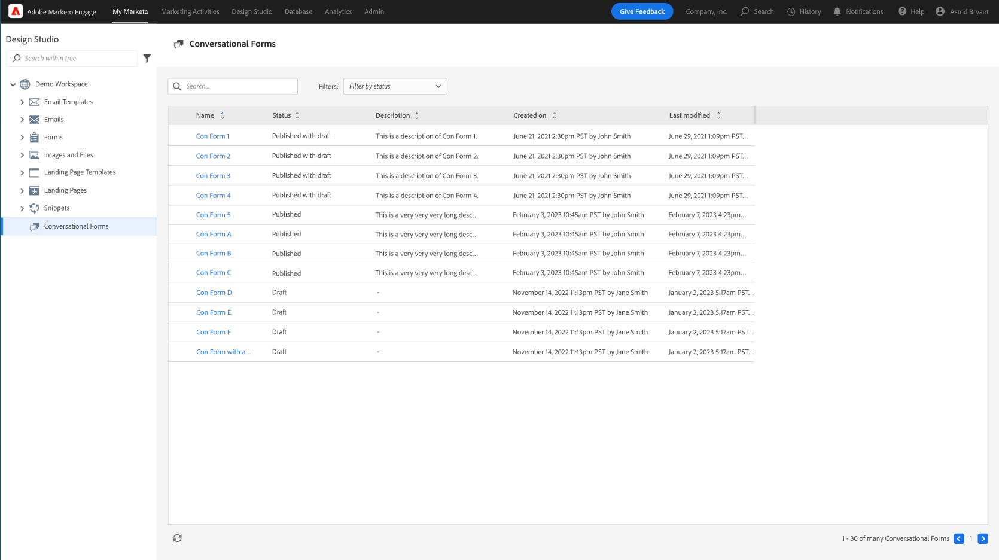 Adobe Marketo Engage My Marketo Marketing Activities Design Studio Database Analytics Admin Give Feedback Company, Inc. Search History Notifications Help Astrid Bryant
Design Studio
Search within tree
Demo Workspace
Email Templates
Emails
Forms
Images and Files
Landing Page Templates
Landing Pages
Snippets
Conversational Forms
Conversational Forms
Search... Filters: Filter by status
Name Status Description Created on Last modified
Con Form 1 Published with draft This is a description of Con Form 1. June 21, 2021 2:30pm PST by John Smith June 29, 2021 1:09pm PST...
Con Form 2 Published with draft This is a description of Con Form 2. June 21, 2021 2:30pm PST by John Smith June 29, 2021 1:09pm PST...
Con Form 3 Published with draft This is a description of Con Form 3. June 21, 2021 2:30pm PST by John Smith June 29, 2021 1:09pm PST...
Con Form 4 Published with draft This is a description of Con Form 4. June 21, 2021 2:30pm PST by John Smith June 29, 2021 1:09pm PST...
Con Form 5 Published This is a very very very long desc... February 3, 2023 10:45am PST by John Smith February 7, 2023 4:23pm...
Con Form A Published This is a very very very long desc... February 3, 2023 10:45am PST by John Smith February 7, 2023 4:23pm...
Con Form B Published This is a very very very long desc... February 3, 2023 10:45am PST by John Smith February 7, 2023 4:23pm...
Con Form C Published This is a very very very long desc... February 3, 2023 10:45am PST by John Smith February 7, 2023 4:23pm...
Con Form D Draft - November 14, 2022 11:13pm PST by Jane Smith January 2, 2023 5:17am PST...
Con Form E Draft - November 14, 2022 11:13pm PST by Jane Smith January 2, 2023 5:17am PST...
Con Form F Draft - November 14, 2022 11:13pm PST by Jane Smith January 2, 2023 5:17am PST...
Con Form with a... Draft - November 14, 2022 11:13pm PST by Jane Smith January 2, 2023 5:17am PST...
1 - 30 of many Conversational Forms 1